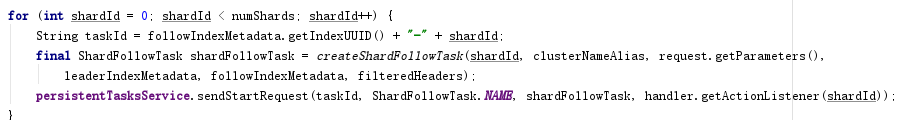 for (int shardId = 0; shardId < numShards; shardId++) {
String taskId = followIndexMetadata.getIndexUUID() + "-" + shardId;
final ShardFollowTask shardFollowTask = createShardFollowTask(shardId, clusterNameAlias, request.getParameters(),
leaderIndexMetadata, followIndexMetadata, filteredHeaders);
persistentTasksService.sendStartRequest(taskId, ShardFollowTask.NAME, shardFollowTask, handler.getActionListener(shardId));
}